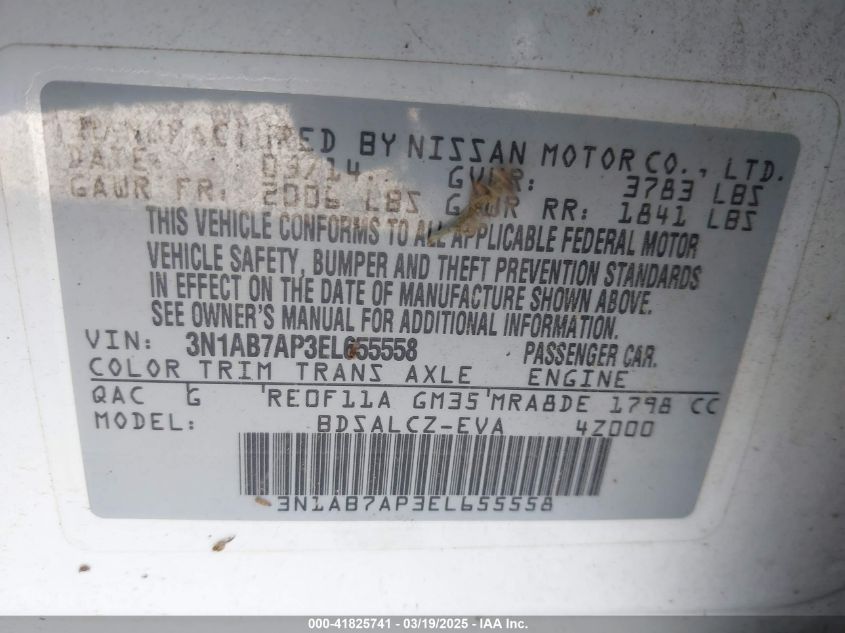 MANUFACTURED BY NISSAN MOTOR CO., LTD.
DATE: 03/14 GVWR: 3783 LBS
GAWR FR: 2006 LBS GAWR RR: 1841 LBS
THIS VEHICLE CONFORMS TO ALL APPLICABLE FEDERAL MOTOR
VEHICLE SAFETY, BUMPER AND THEFT PREVENTION STANDARDS
IN EFFECT ON THE DATE OF MANUFACTURE SHOWN ABOVE.
SEE OWNER'S MANUAL FOR ADDITIONAL INFORMATION.
VIN: 3N1AB7AP3EL655558 PASSENGER CAR.
COLOR TRIM TRANS AXLE ENGINE
QAC G RE0F11A GM35 MRA8DE 1798 CC
MODEL: BDSALCZ-EVA 4Z000
3N1AB7AP3EL655558
000-41825741 - 03/19/2025 - IAA Inc.